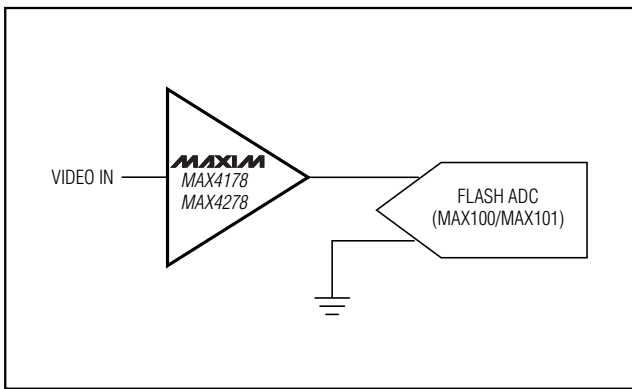 VIDEO IN
MAXIM
MAX4178
MAX4278
FLASH ADC
(MAX100/MAX101)